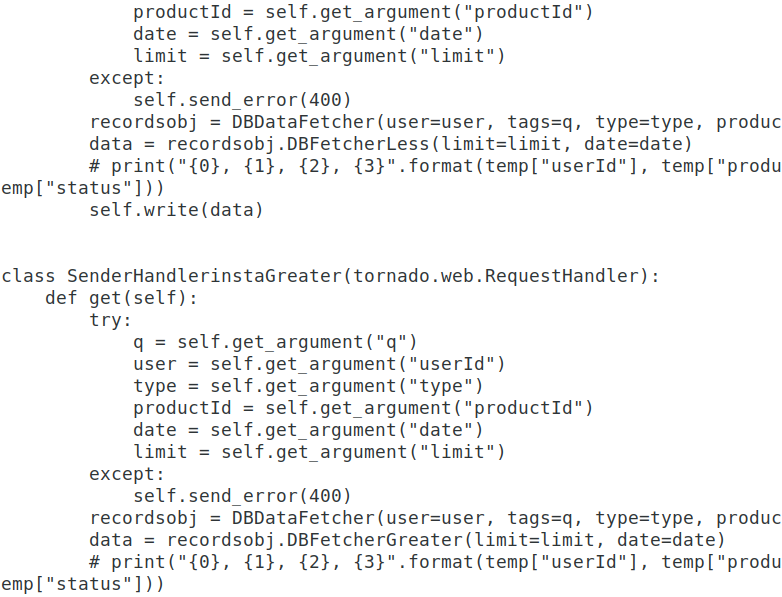 productId = self.get_argument("productId")
date = self.get_argument("date")
limit = self.get_argument("limit")
except:
self.send_error(400)
recordsobj = DBDataFetcher(user=user, tags=q, type=type, produc
data = recordsobj.DBFetcherLess(limit=limit, date=date)
# print("{0}, {1}, {2}, {3}".format(temp["userId"], temp["produ
emp["status"]))
self.write(data)
class SenderHandlerinstaGreater(tornado.web.RequestHandler):
def get(self):
try:
q = self.get_argument("q")
user = self.get_argument("userId")
type = self.get_argument("type")
productId = self.get_argument("productId")
date = self.get_argument("date")
limit = self.get_argument("limit")
except:
self.send_error(400)
recordsobj = DBDataFetcher(user=user, tags=q, type=type, produc
data = recordsobj.DBFetcherGreater(limit=limit, date=date)
# print("{0}, {1}, {2}, {3}".format(temp["userId"], temp["produ
emp["status"]))